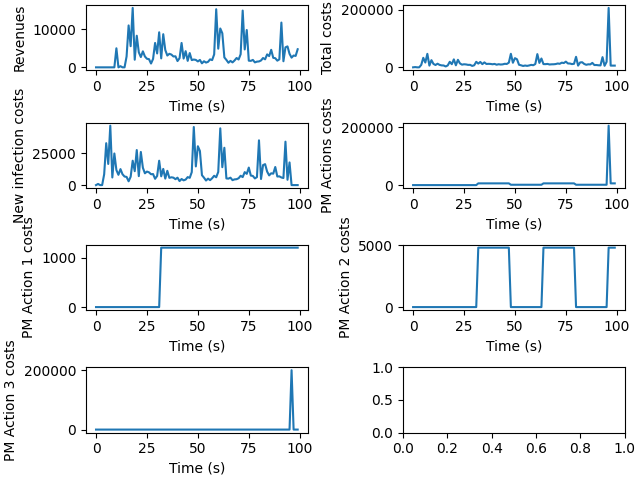 Revenues
10000
0
0 25 50 75 100
Time (s)
Total costs
200000
0
0 25 50 75 100
Time (s)
New infection costs
25000
0
0 25 50 75 100
Time (s)
PM Actions costs
200000
0
0 25 50 75 100
Time (s)
PM Action 1 costs
1000
0
0 25 50 75 100
Time (s)
PM Action 2 costs
5000
0
0 25 50 75 100
Time (s)
PM Action 3 costs
200000
0
0 25 50 75 100
Time (s)
1.0
0.5
0.0
0.0 0.2 0.4 0.6 0.8 1.0